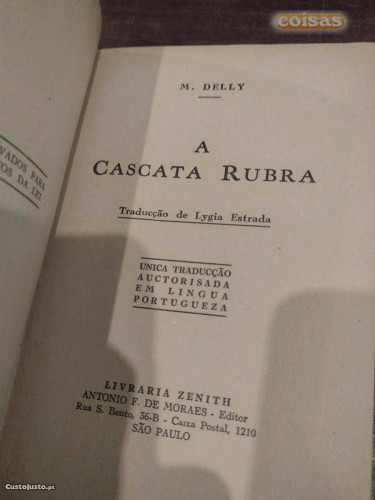 coisas
M. DELLY
A
CASCATA RUBRA
Traducção de Lygia Estrada
UNICA TRADUCÇÃO
AUCTORISADA
EM LINGUA
PORTUGUEZA
LIVRARIA ZENITH
ANTONIO F. DE MORAES - Editor
Rua S. Bento, 36-B - Caixa Postal, 1210
SÃO PAULO
VADOS PARA
TOS DA LEI
CustoJusto.pt